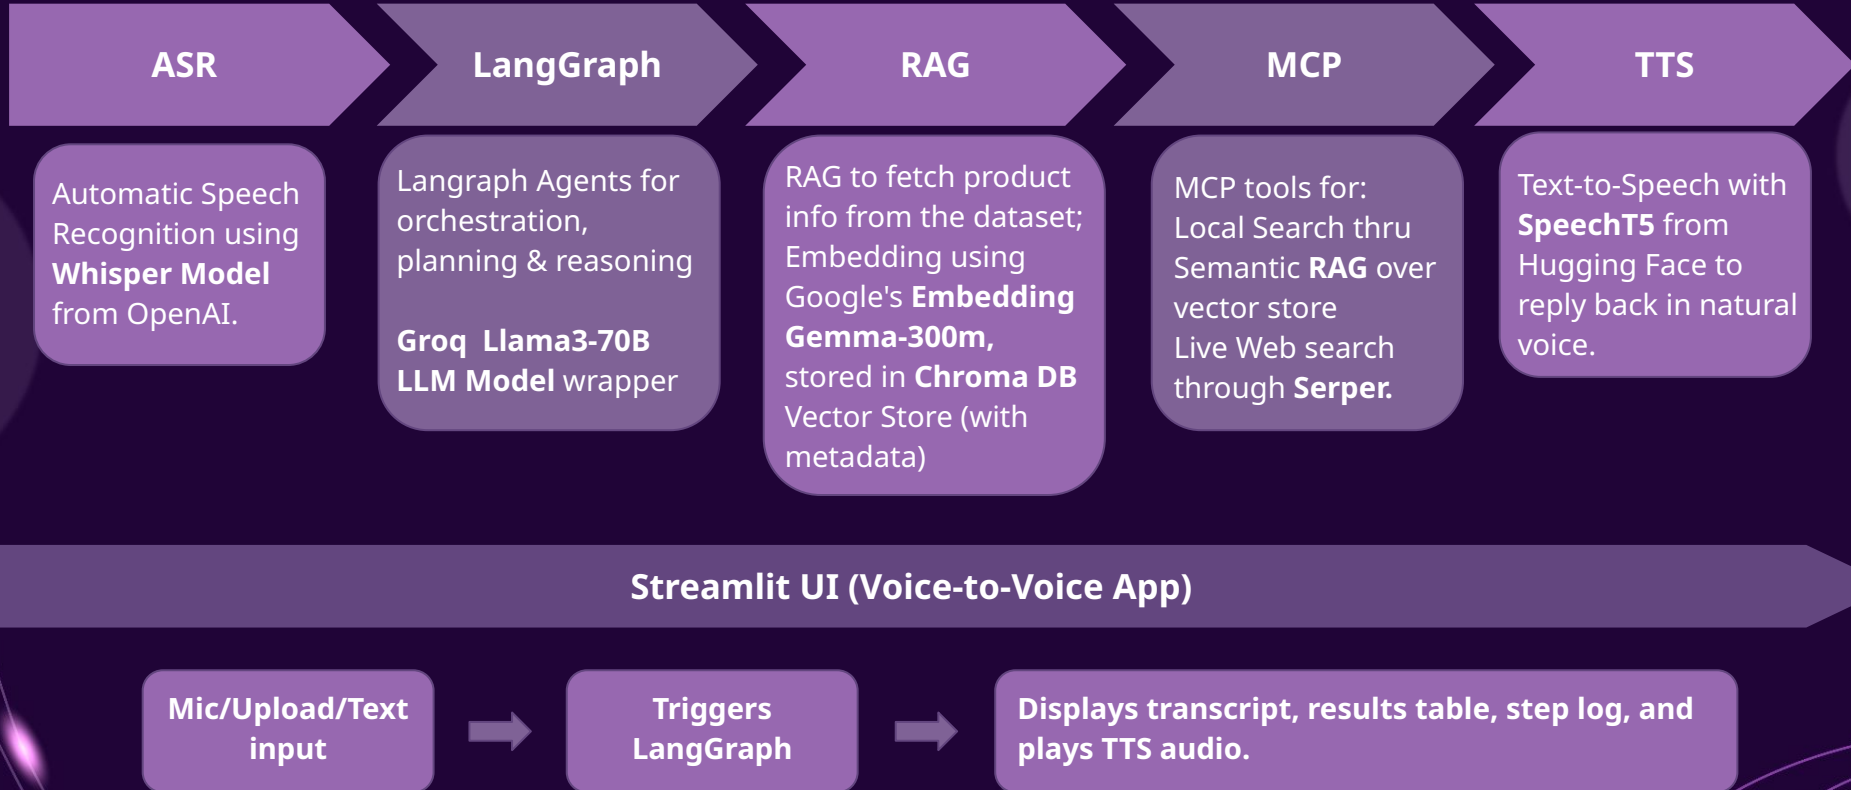 ASR
LangGraph
RAG
MCP
TTS
Automatic Speech
Recognition using
Whisper Model
from OpenAI.
Langraph Agents for
orchestration,
planning & reasoning
Groq  Llama3-70B
LLM Model wrapper
RAG to fetch product
info from the dataset;
Embedding using
Google's Embedding
Gemma-300m,
stored in Chroma DB
Vector Store (with
metadata)
MCP tools for:
Local Search thru
Semantic RAG over
vector store
Live Web search
through Serper.
Text-to-Speech with
SpeechT5 from
Hugging Face to
reply back in natural
voice.
Streamlit UI (Voice-to-Voice App)
Mic/Upload/Text
input
Triggers
LangGraph
Displays transcript, results table, step log, and
plays TTS audio.